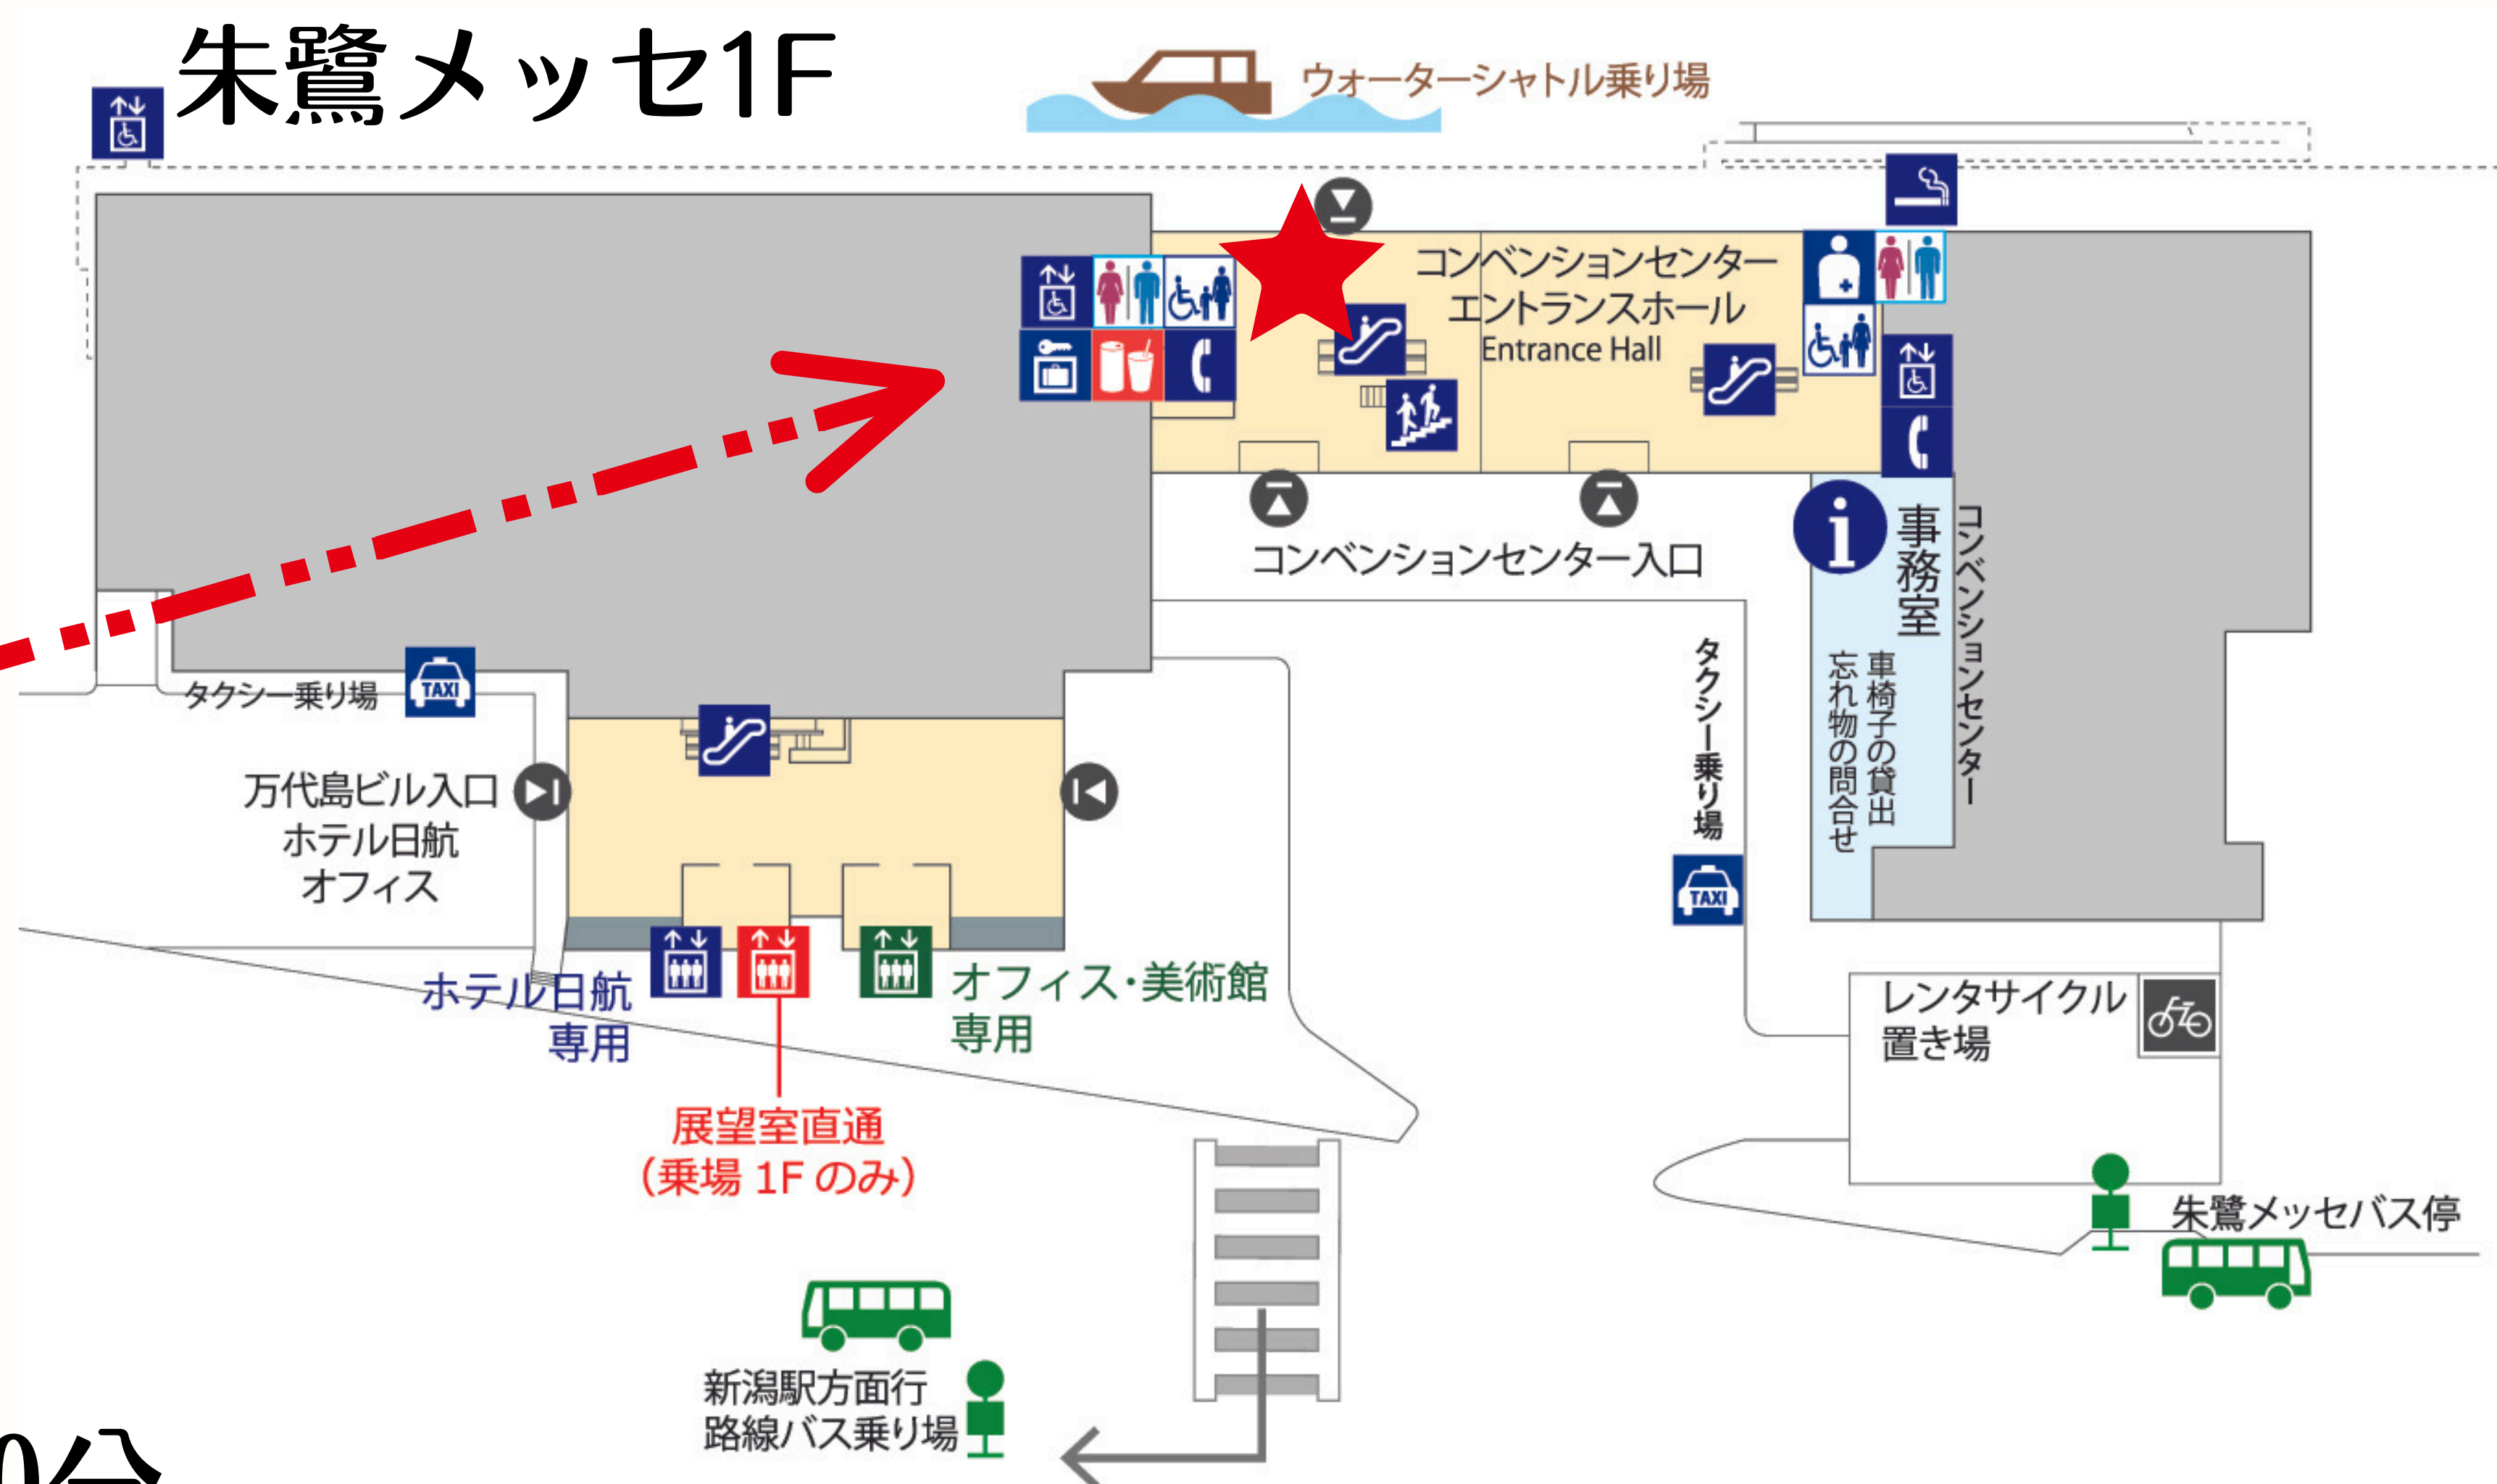 朱鷺メッセ1F
ウォーターシャトル乗り場
コンベンションセンター
エントランスホール
Entrance Hall
コンベンションセンター入口
コンベンションセンター
事務室
車椅子の貸出
忘れ物の問合せ
タクシー乗り場
TAXI
タクシー乗り場
TAXI
万代島ビル入口
ホテル日航
オフィス
ホテル日航
専用
オフィス・美術館
専用
展望室直通
(乗場 1F のみ)
レンタサイクル
置き場
朱鷺メッセバス停
新潟駅方面行
路線バス乗り場
0分